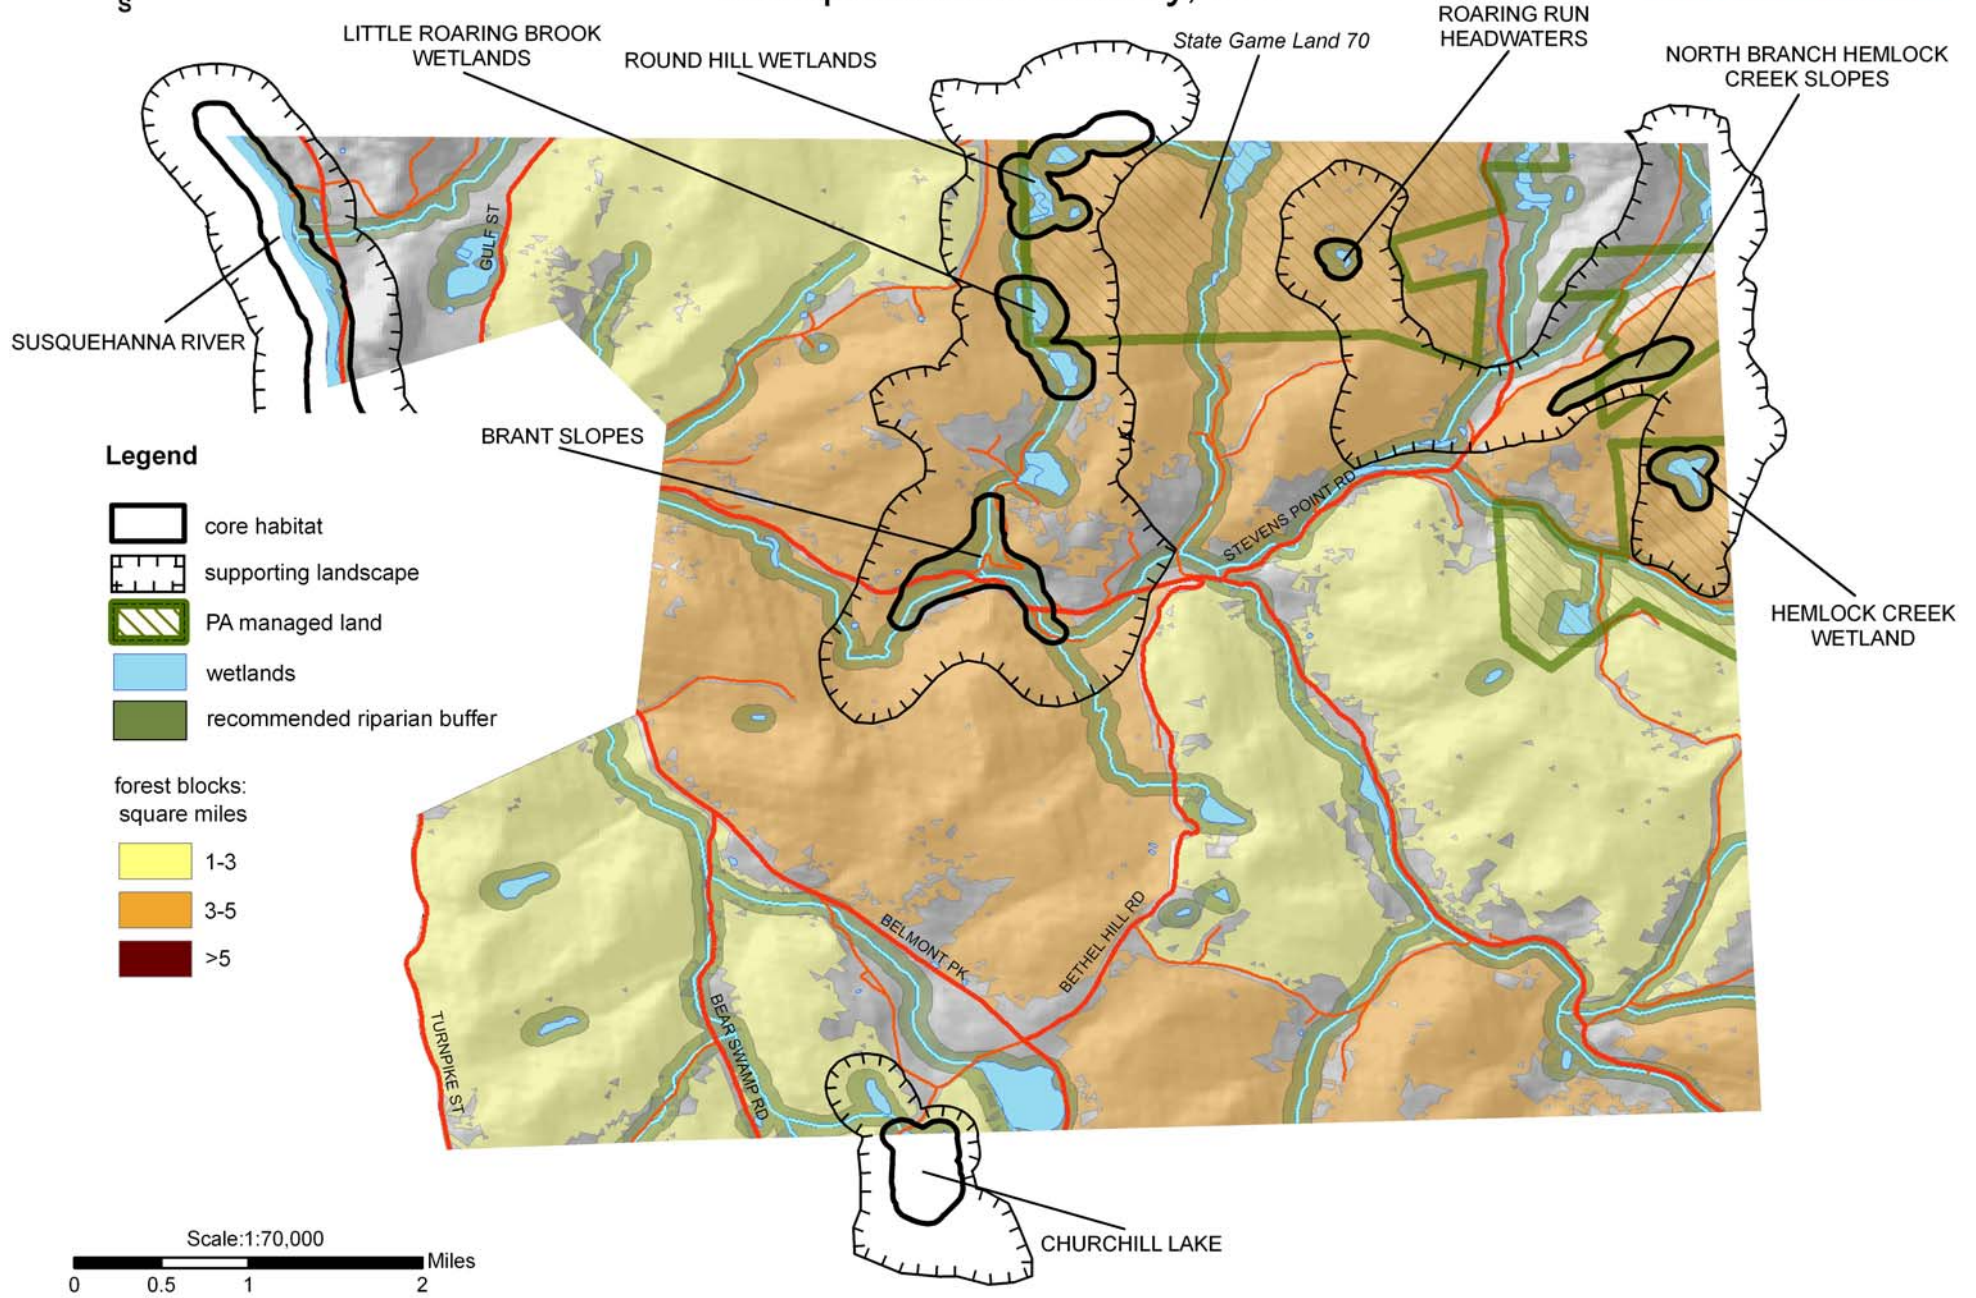 S
LITTLE ROARING BROOK
WETLANDS
ROUND HILL WETLANDS
State Game Land 70
ROARING RUN
HEADWATERS
NORTH BRANCH HEMLOCK
CREEK SLOPES
GULF ST
SUSQUEHANNA RIVER
BRANT SLOPES
STEVENS POINT RD
HEMLOCK CREEK
WETLAND
Legend
core habitat
supporting landscape
PA managed land
wetlands
recommended riparian buffer
forest blocks:
square miles
1-3
3-5
>5
BELMONT PK
BETHEL HILL RD
TURNPIKE ST
BEAR SWAMP RD
CHURCHILL LAKE
Scale:1:70,000
Miles
0 0.5 1 2